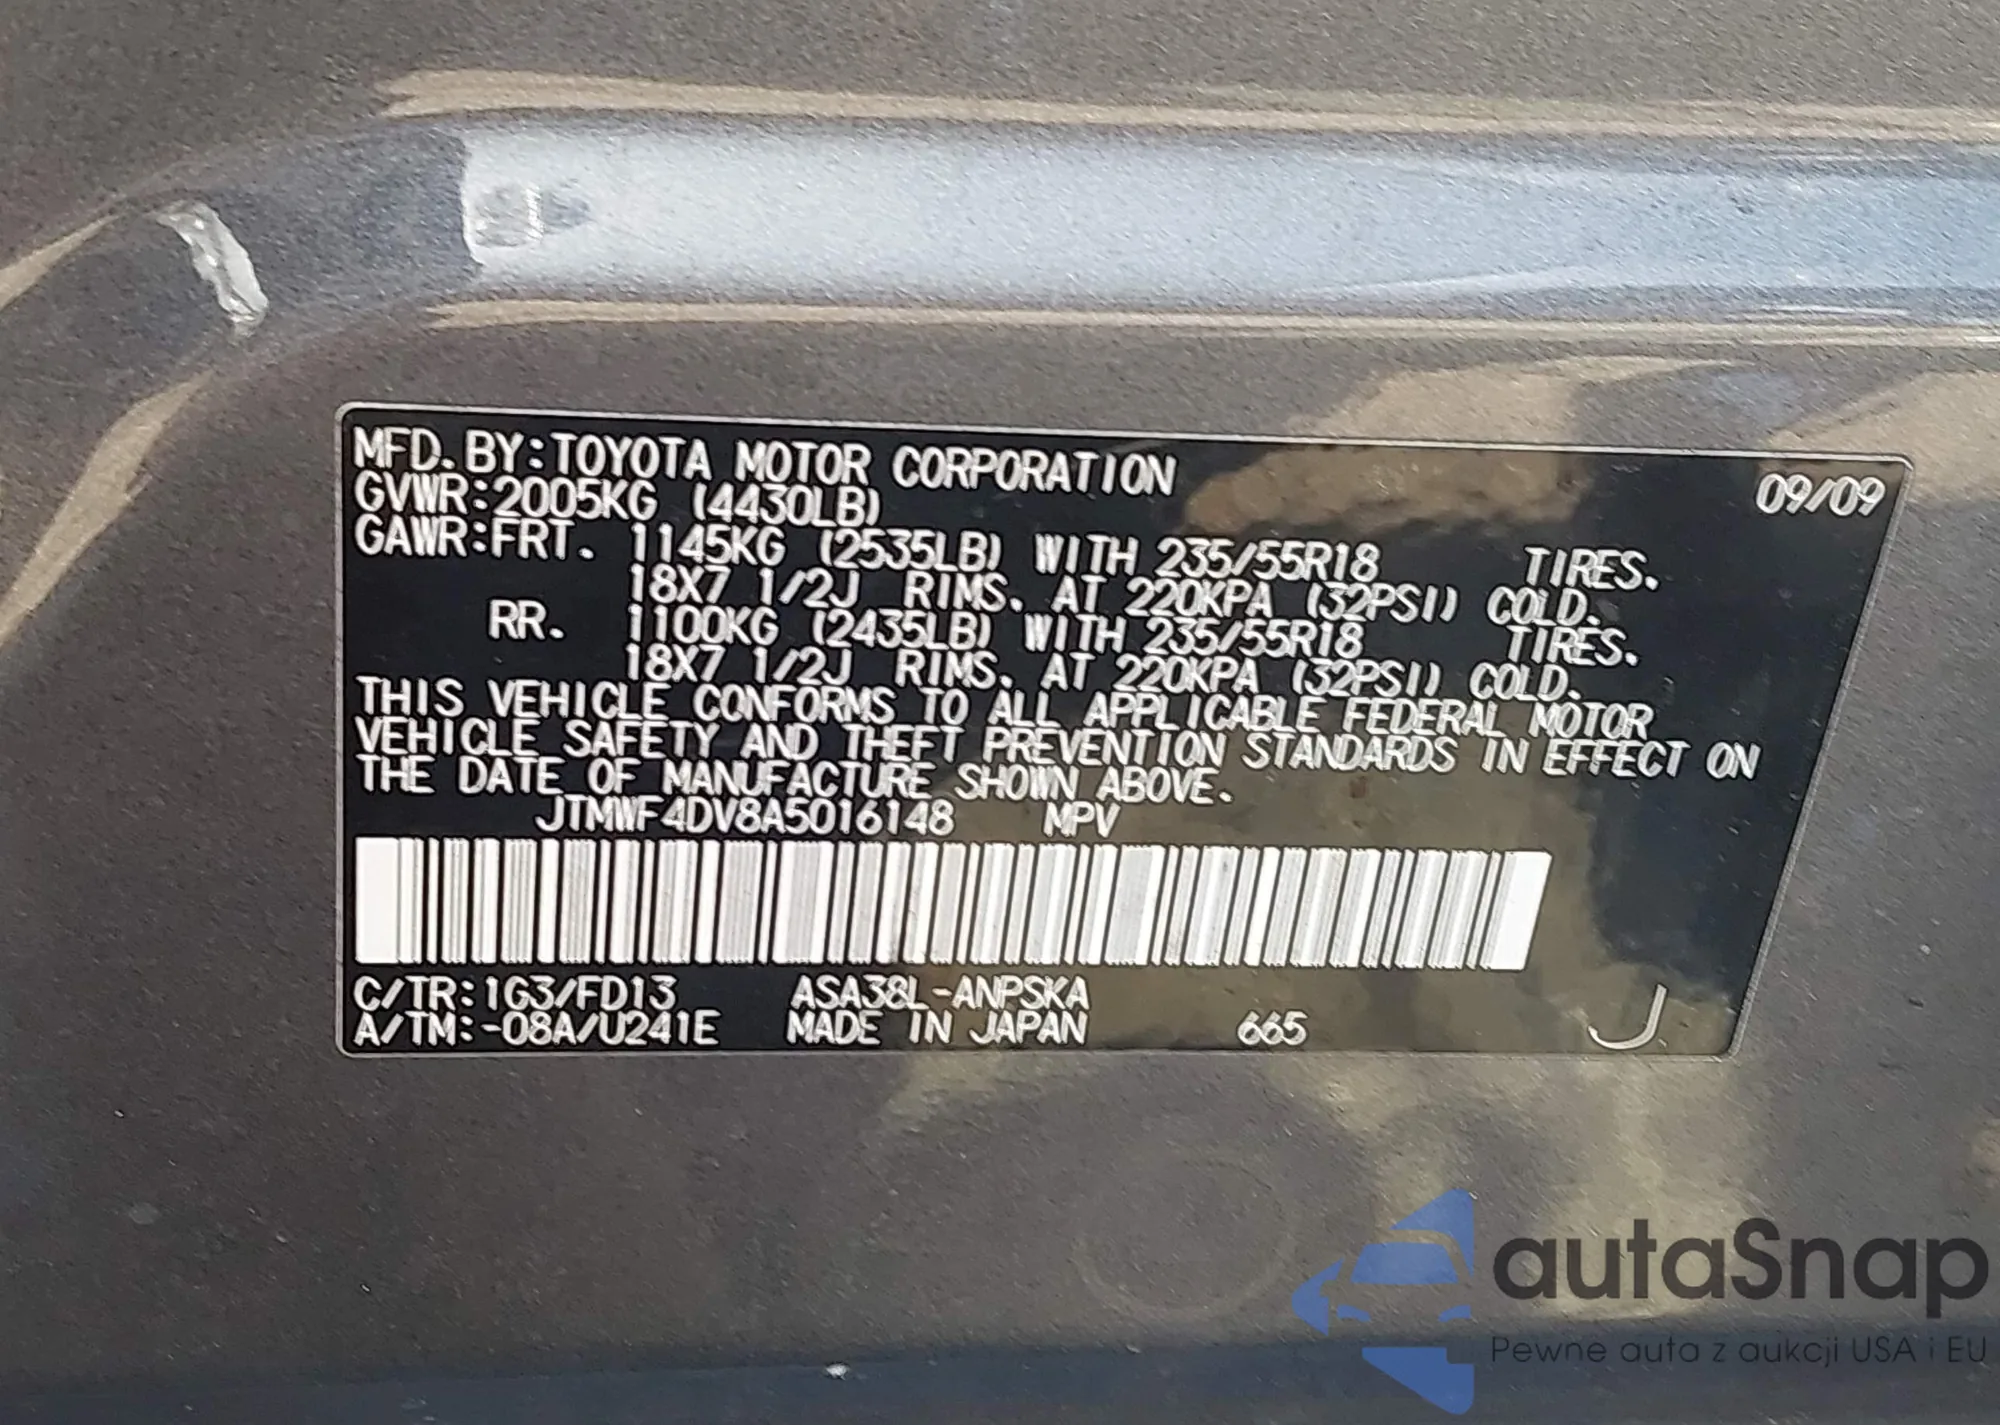 MFD. BY: TOYOTA MOTOR CORPORATION 09/09
GVWR: 2005KG (4430LB)
GAWR: FRT. 1145KG (2535LB) WITH 235/55R18 TIRES.
18X7 1/2J RIMS. AT 220KPA (32PSI) COLD.
RR. 1100KG (2435LB) WITH 235/55R18 TIRES.
18X7 1/2J RIMS. AT 220KPA (32PSI) COLD.
THIS VEHICLE CONFORMS TO ALL APPLICABLE FEDERAL MOTOR
VEHICLE SAFETY AND THEFT PREVENTION STANDARDS IN EFFECT ON
THE DATE OF MANUFACTURE SHOWN ABOVE.
JTMWF4DV8A5016148 MPV
C/TR: 1G3/FD13 ASA38L-ANPSKA
A/TM: -08A/U241E MADE IN JAPAN 665 J
autaSnap
Pewne auta z aukcji USA i EU